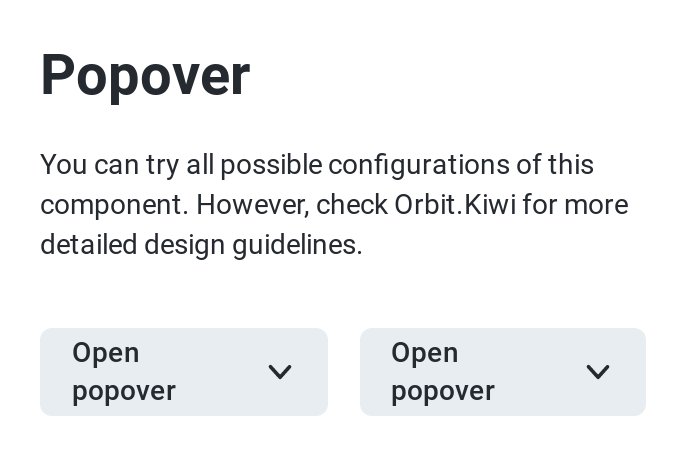 Popover
You can try all possible configurations of this
component. However, check Orbit.Kiwi for more
detailed design guidelines.
Open
popover
Open
popover